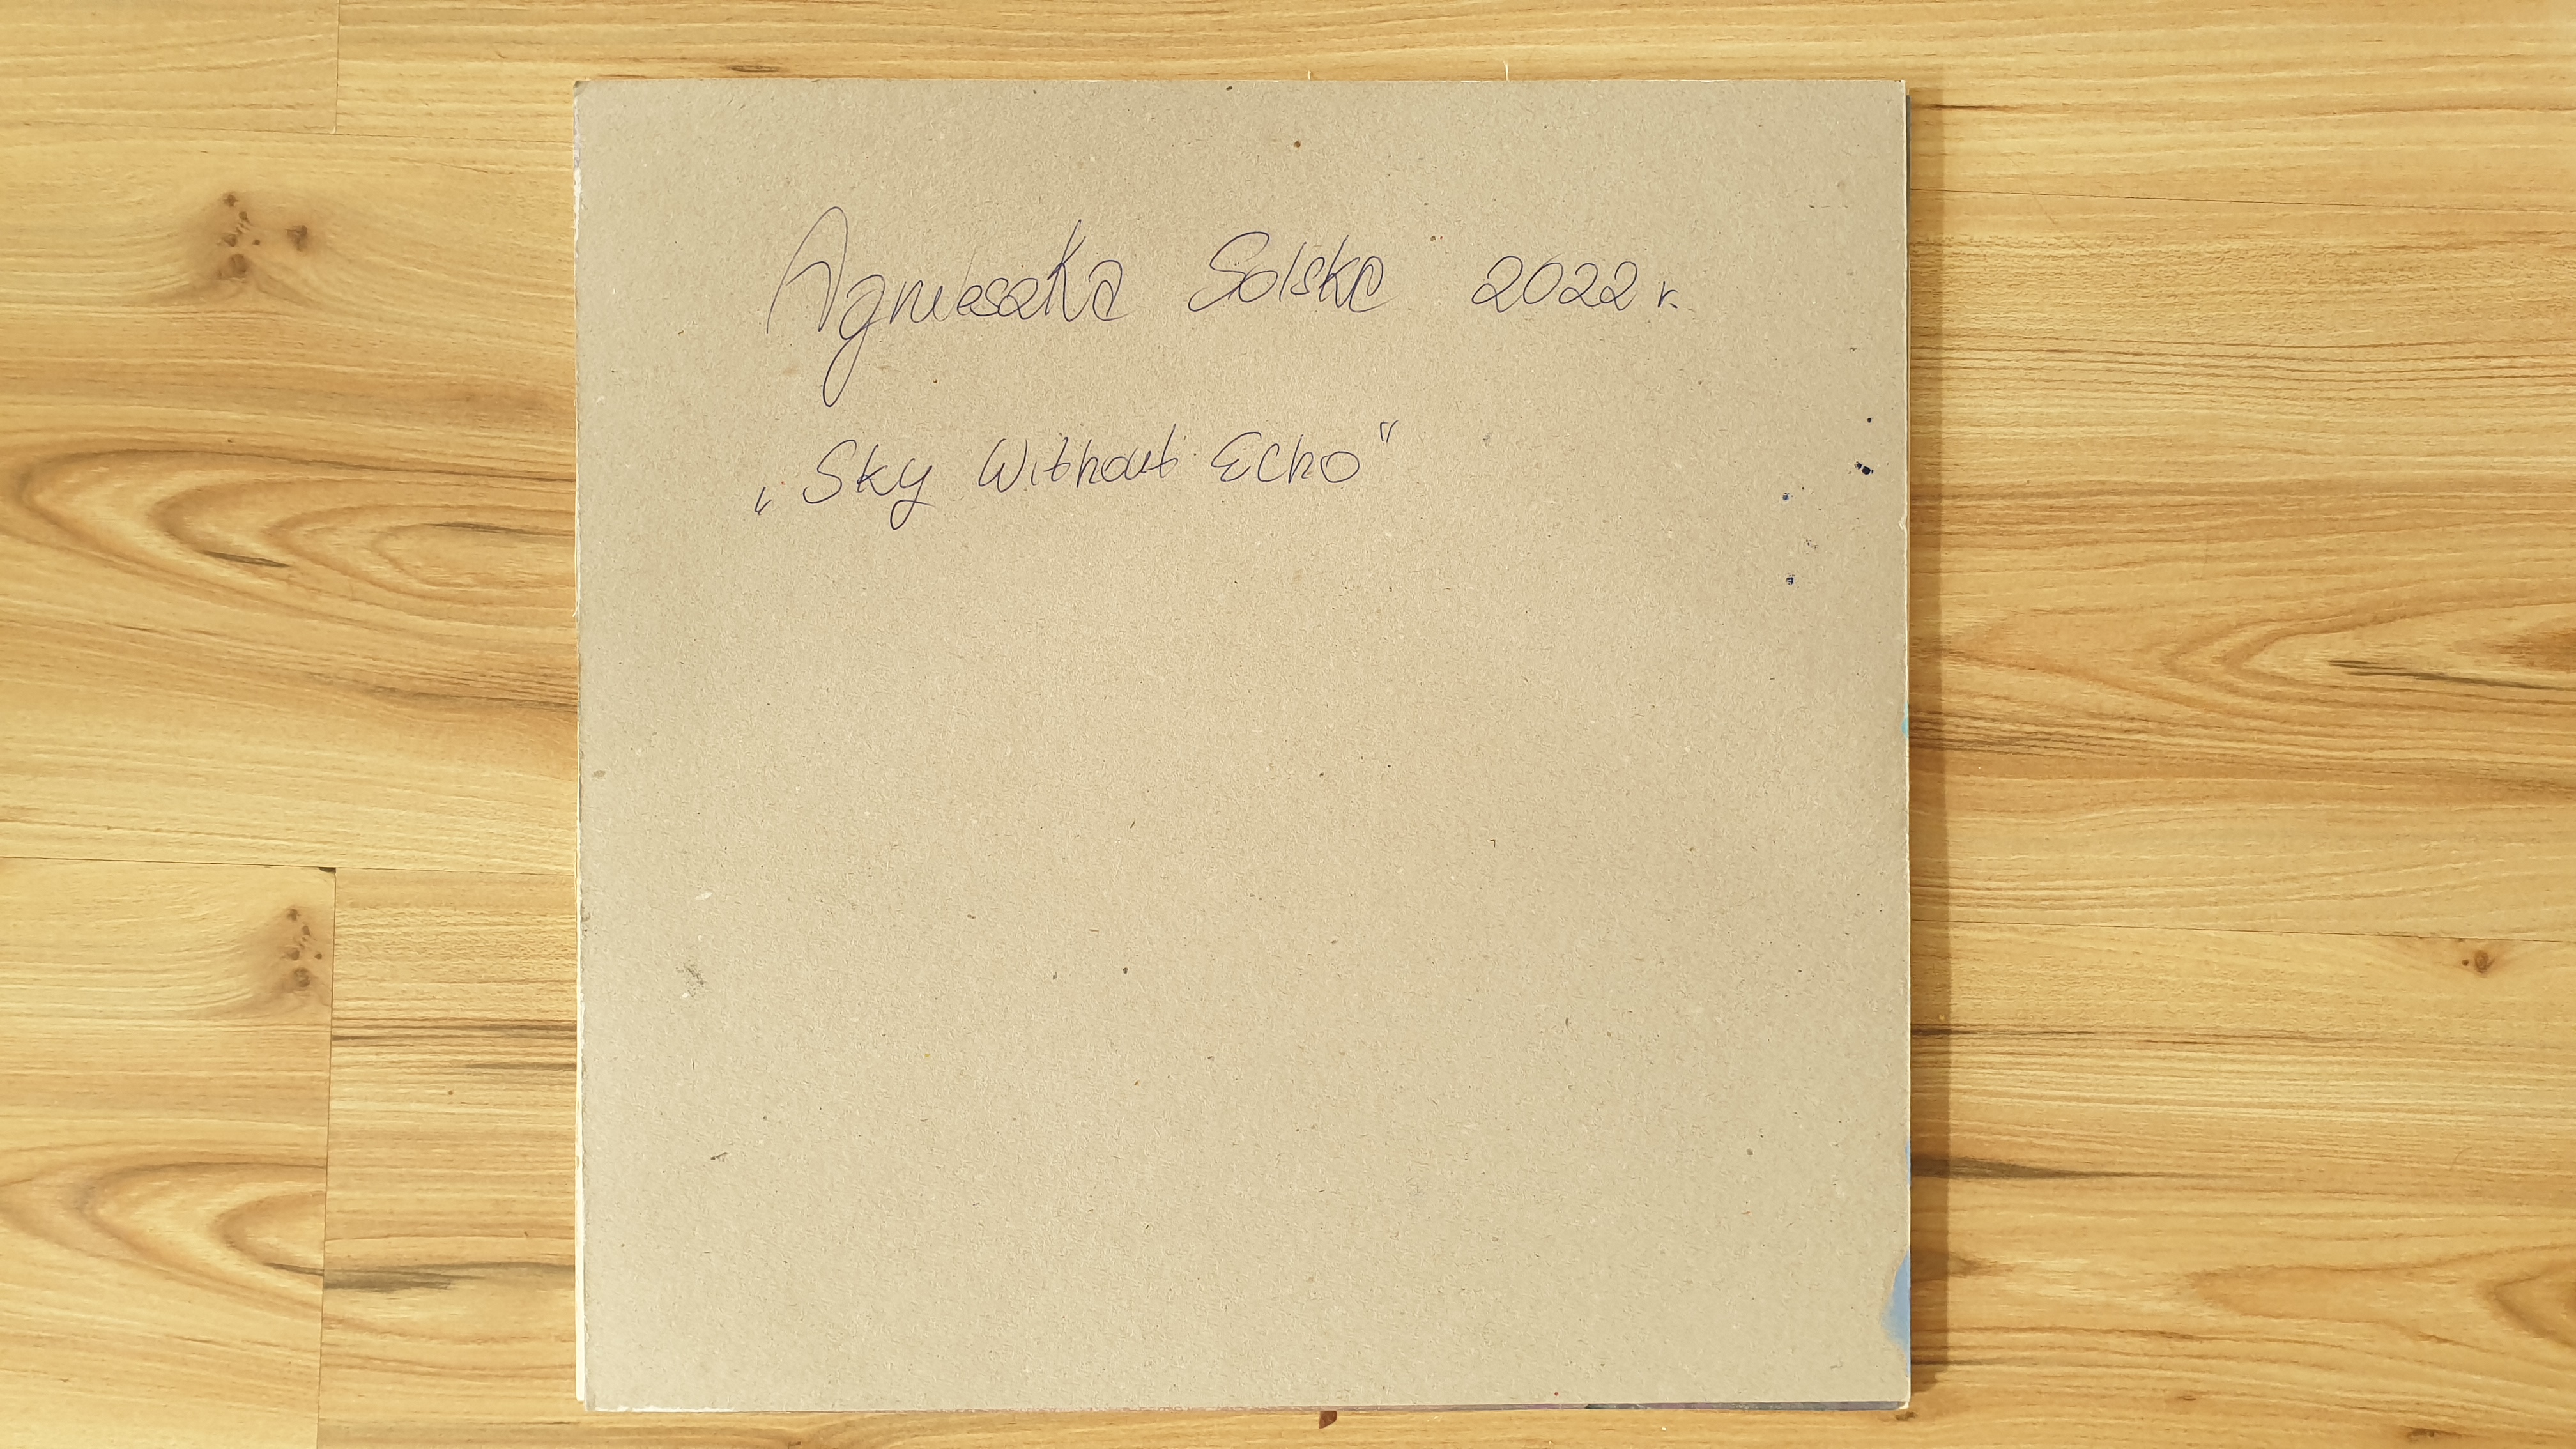 Agnieszka Solska 2022 r.
„Sky Without Echo"